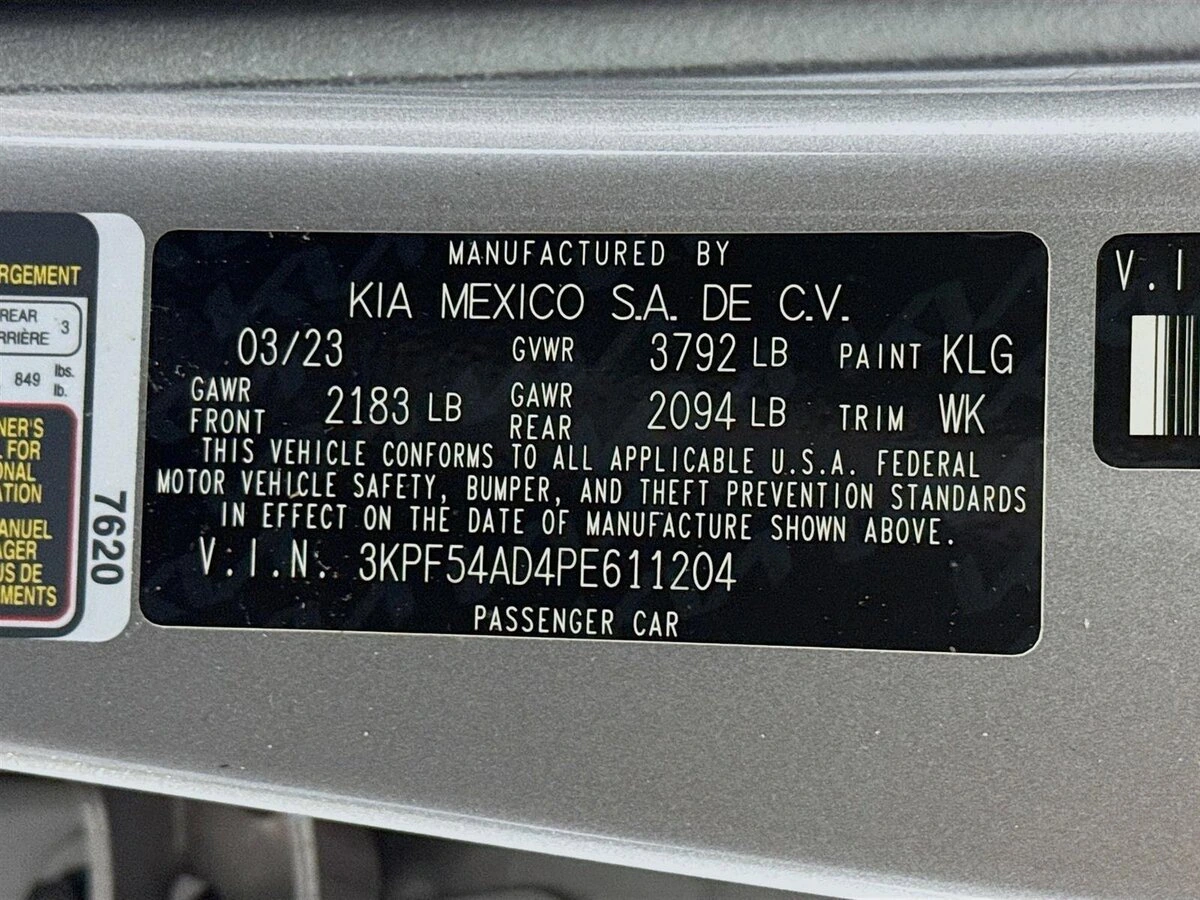 RGEMENT
REAR 3
RRIÈRE
849 lbs.
lb.
NER'S
L FOR
ONAL
ATION
ANUEL
AGER
US DE
MENTS
7620
MANUFACTURED BY
KIA MEXICO S.A. DE C.V.
03/23 GVWR 3792 LB PAINT KLG
GAWR FRONT 2183 LB GAWR REAR 2094 LB TRIM WK
THIS VEHICLE CONFORMS TO ALL APPLICABLE U.S.A. FEDERAL
MOTOR VEHICLE SAFETY, BUMPER, AND THEFT PREVENTION STANDARDS
IN EFFECT ON THE DATE OF MANUFACTURE SHOWN ABOVE.
V.I.N. 3KPF54AD4PE611204
PASSENGER CAR
V.I